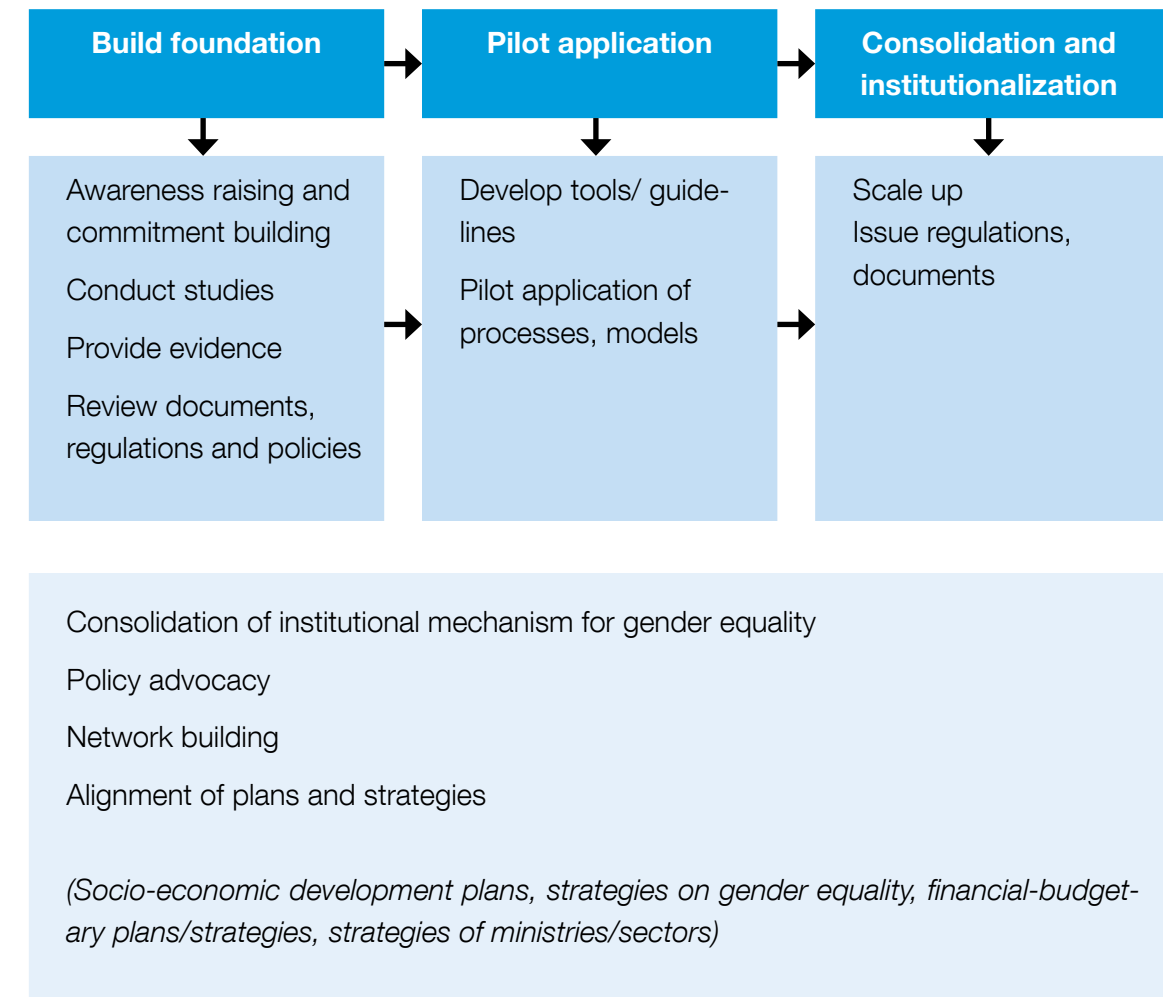 Build foundation
Pilot application
Consolidation and
institutionalization
Awareness raising and
commitment building
Conduct studies
Provide evidence
Review documents,
regulations and policies
Develop tools/ guide-
lines
Pilot application of
processes, models
Scale up
Issue regulations,
documents
Consolidation of institutional mechanism for gender equality
Policy advocacy
Network building
Alignment of plans and strategies
(Socio-economic development plans, strategies on gender equality, financial-budget-
ary plans/strategies, strategies of ministries/sectors)